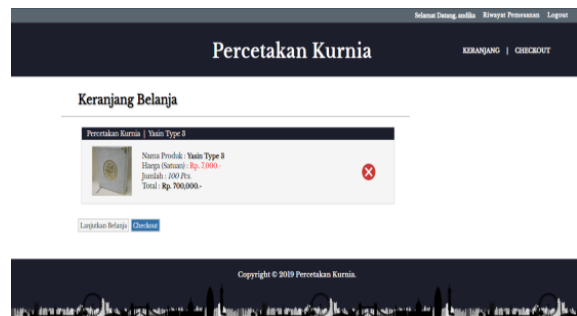 Selamat Datang, andika Riwayat Pemesanan Logout
Percetakan Kurnia
KERANJANG | CHECKOUT
Keranjang Belanja
Percetakan Kurnia | Yasin Type 3
Nama Produk : Yasin Type 3
Harga (Satuan) : Rp. 7,000.-
Jumlah : 100 Pcs.
Total : Rp. 700,000.-
Lanjutkan Belanja Checkout
Copyright © 2019 Percetakan Kurnia.